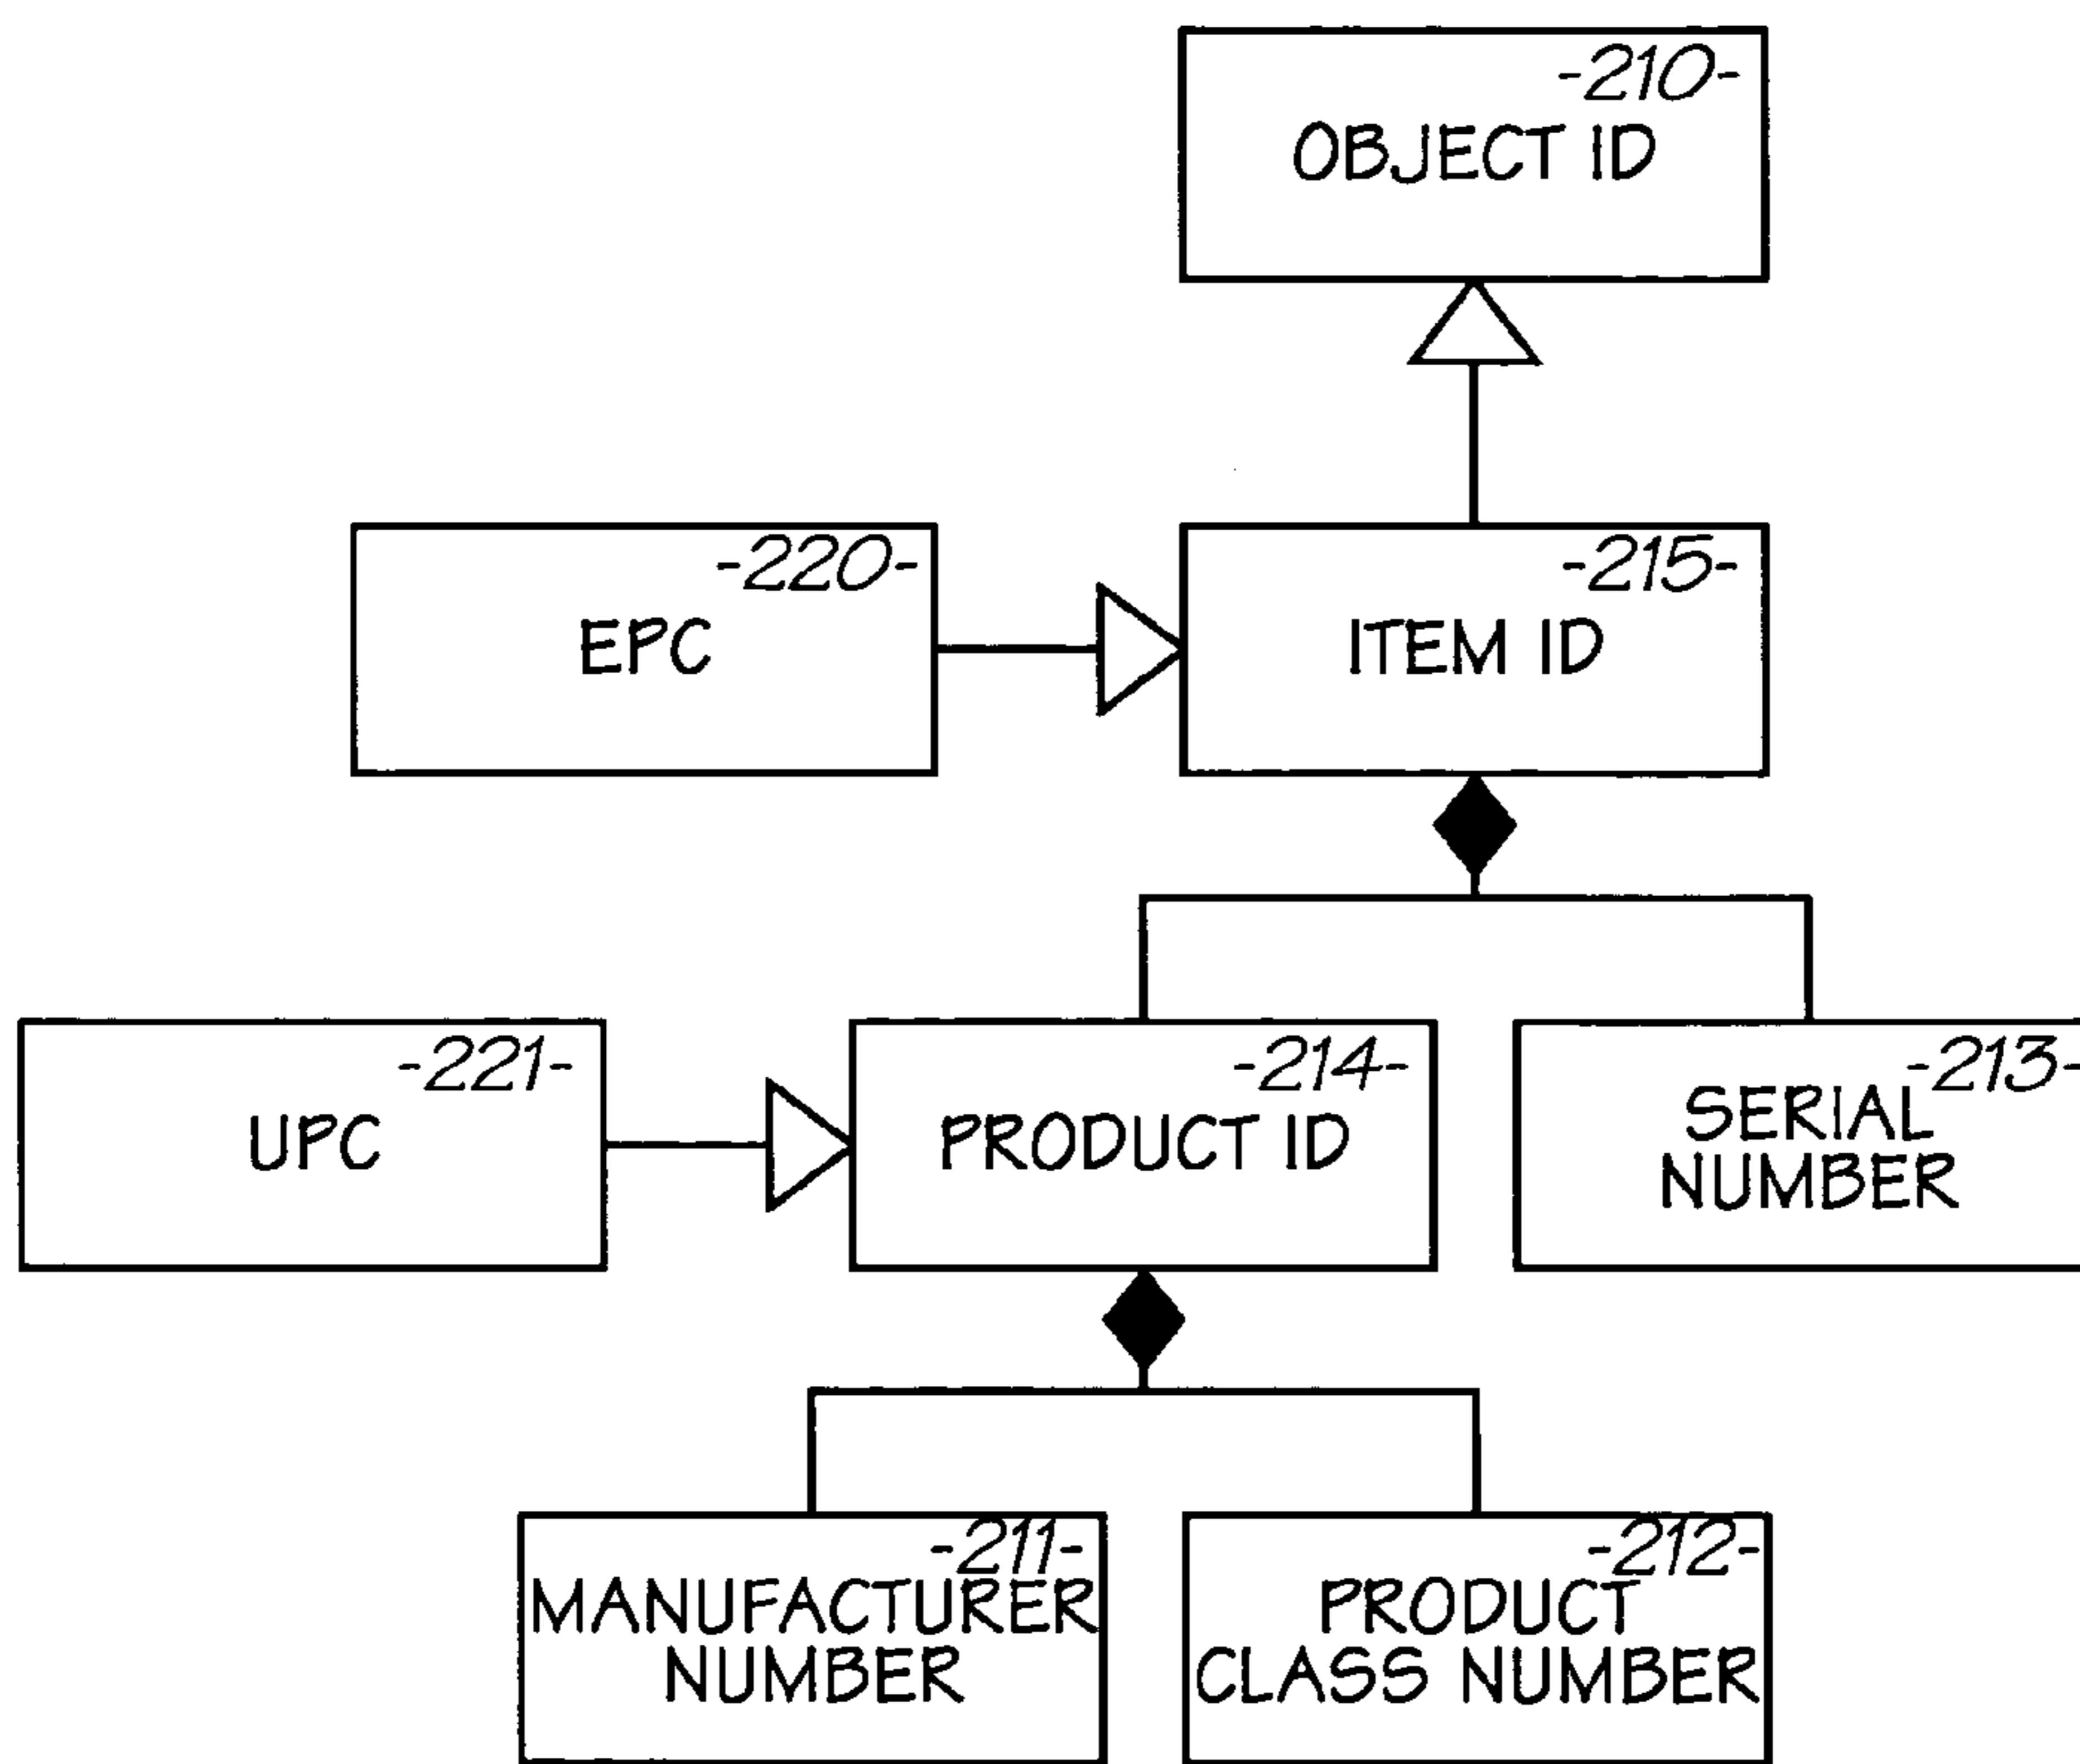 -210-
OBJECT ID
-220-
EPC
-215-
ITEM ID
-221-
UPC
-214-
PRODUCT ID
-213-
SERIAL
NUMBER
-211-
MANUFACTURER
NUMBER
-212-
PRODUCT
CLASS NUMBER